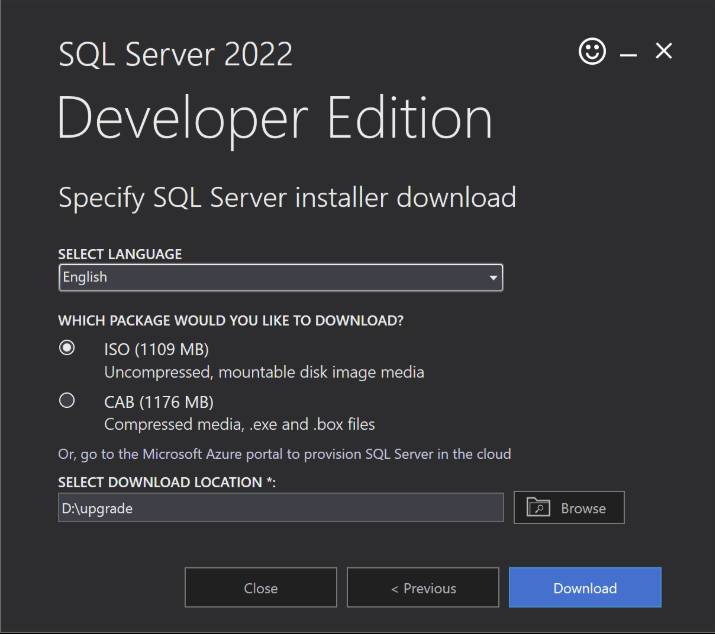 SQL Server 2022
Developer Edition
Specify SQL Server installer download
SELECT LANGUAGE
English
WHICH PACKAGE WOULD YOU LIKE TO DOWNLOAD?
ISO (1109 MB)
Uncompressed, mountable disk image media
CAB (1176 MB)
Compressed media, .exe and .box files
Or, go to the Microsoft Azure portal to provision SQL Server in the cloud
SELECT DOWNLOAD LOCATION *:
D:\upgrade
Browse
Close
< Previous
Download